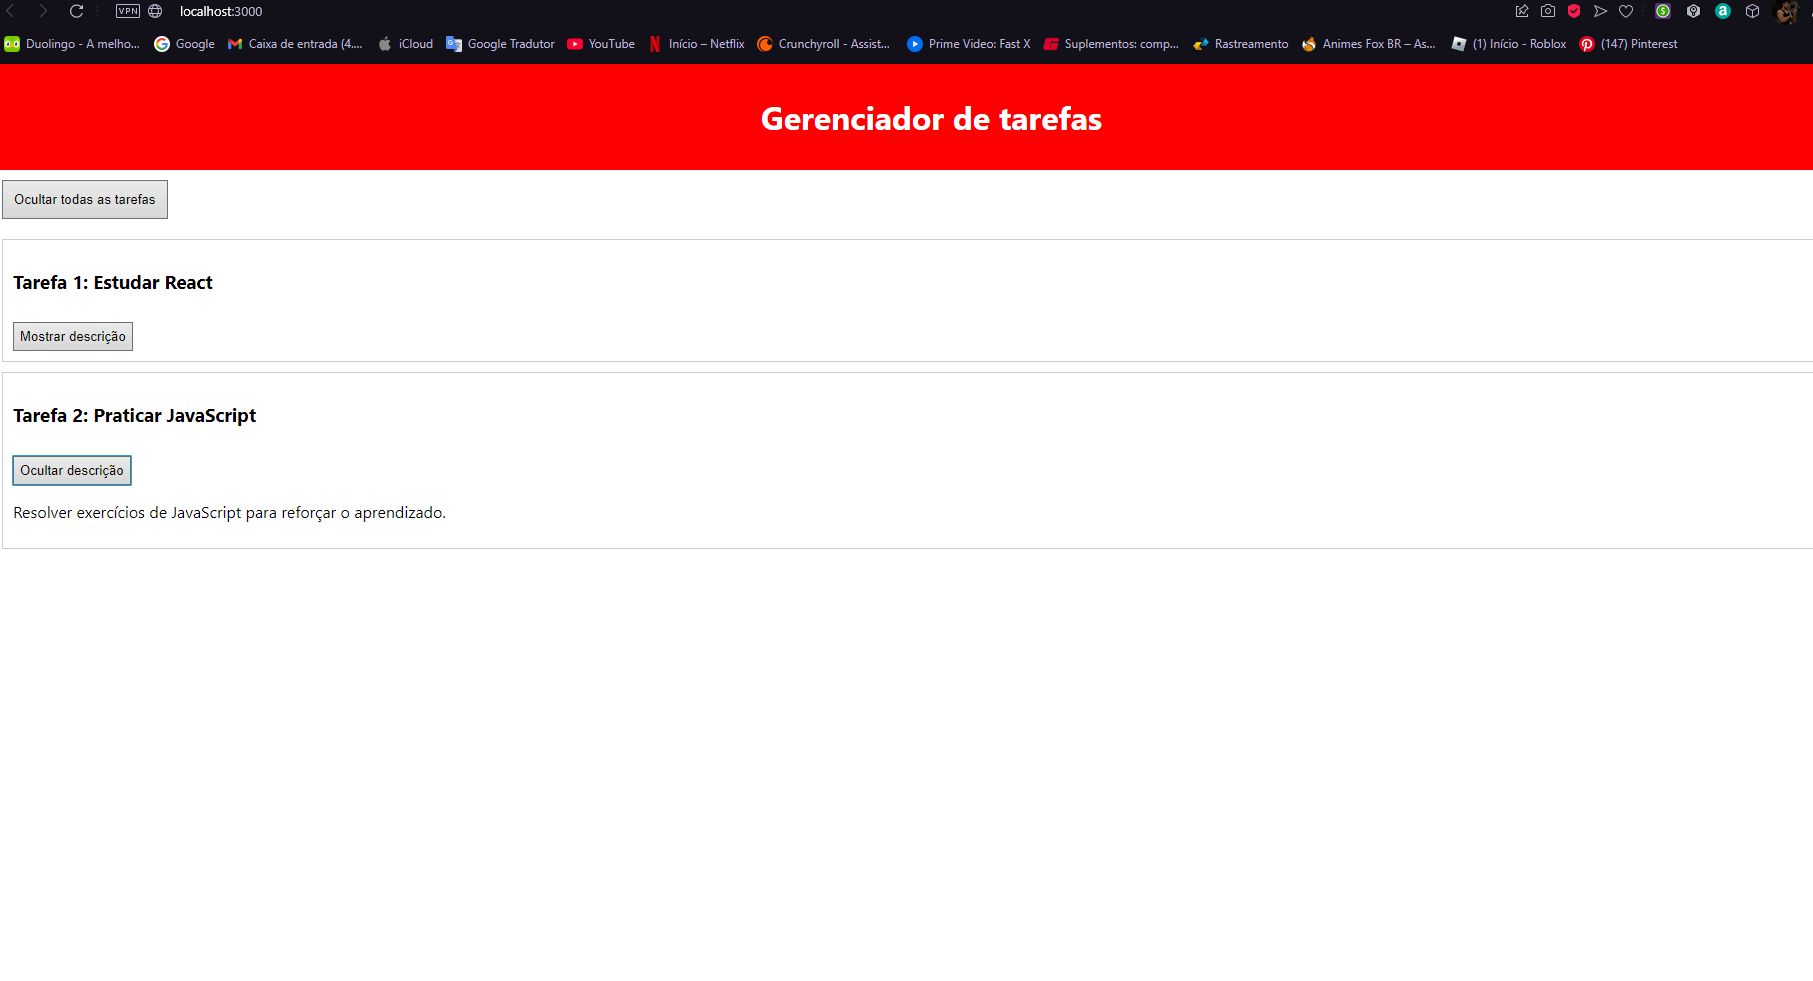 VPN localhost:3000
Duolingo - A melho... Google Caixa de entrada (4.... iCloud Google Tradutor YouTube Início – Netflix Crunchyroll - Assist... Prime Video: Fast X Suplementos: comp... Rastreamento Animes Fox BR – As... (1) Início - Roblox (147) Pinterest
Gerenciador de tarefas
Ocultar todas as tarefas
Tarefa 1: Estudar React
Mostrar descrição
Tarefa 2: Praticar JavaScript
Ocultar descrição
Resolver exercícios de JavaScript para reforçar o aprendizado.